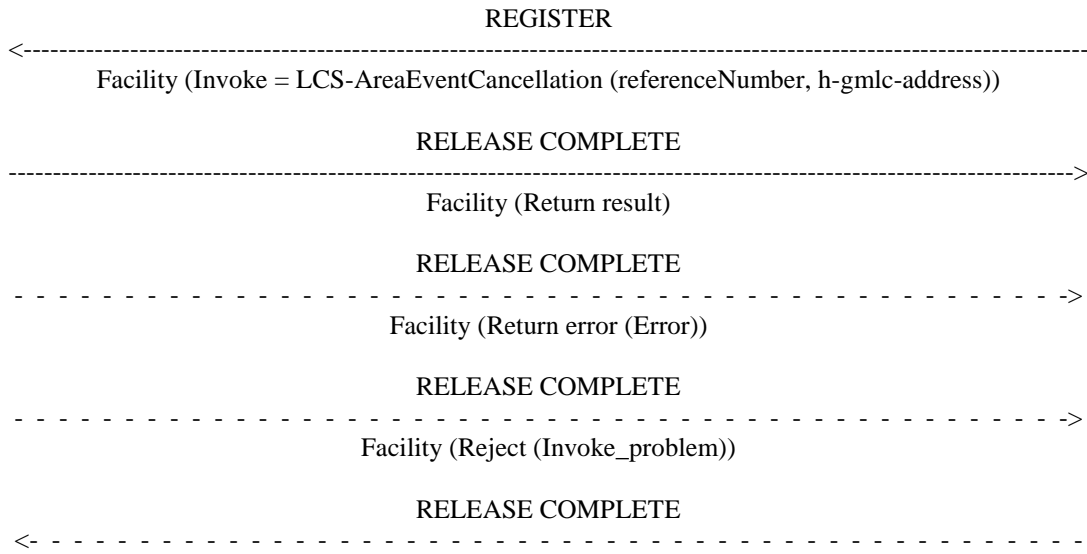 REGISTER
<------------------------------------------------------------------------------------------------------------------------
Facility (Invoke = LCS-AreaEventCancellation (referenceNumber, h-gmlc-address))
RELEASE COMPLETE
------------------------------------------------------------------------------------------------------------------------>
Facility (Return result)
RELEASE COMPLETE
- - - - - - - - - - - - - - - - - - - - - - - - - - - - - - - - - - - - - - - - - - - - - - - - - - - - - - - - - - ->
Facility (Return error (Error))
RELEASE COMPLETE
- - - - - - - - - - - - - - - - - - - - - - - - - - - - - - - - - - - - - - - - - - - - - - - - - - - - - - - - - - ->
Facility (Reject (Invoke_problem))
RELEASE COMPLETE
<- - - - - - - - - - - - - - - - - - - - - - - - - - - - - - - - - - - - - - - - - - - - - - - - - - - - - - - - - - -